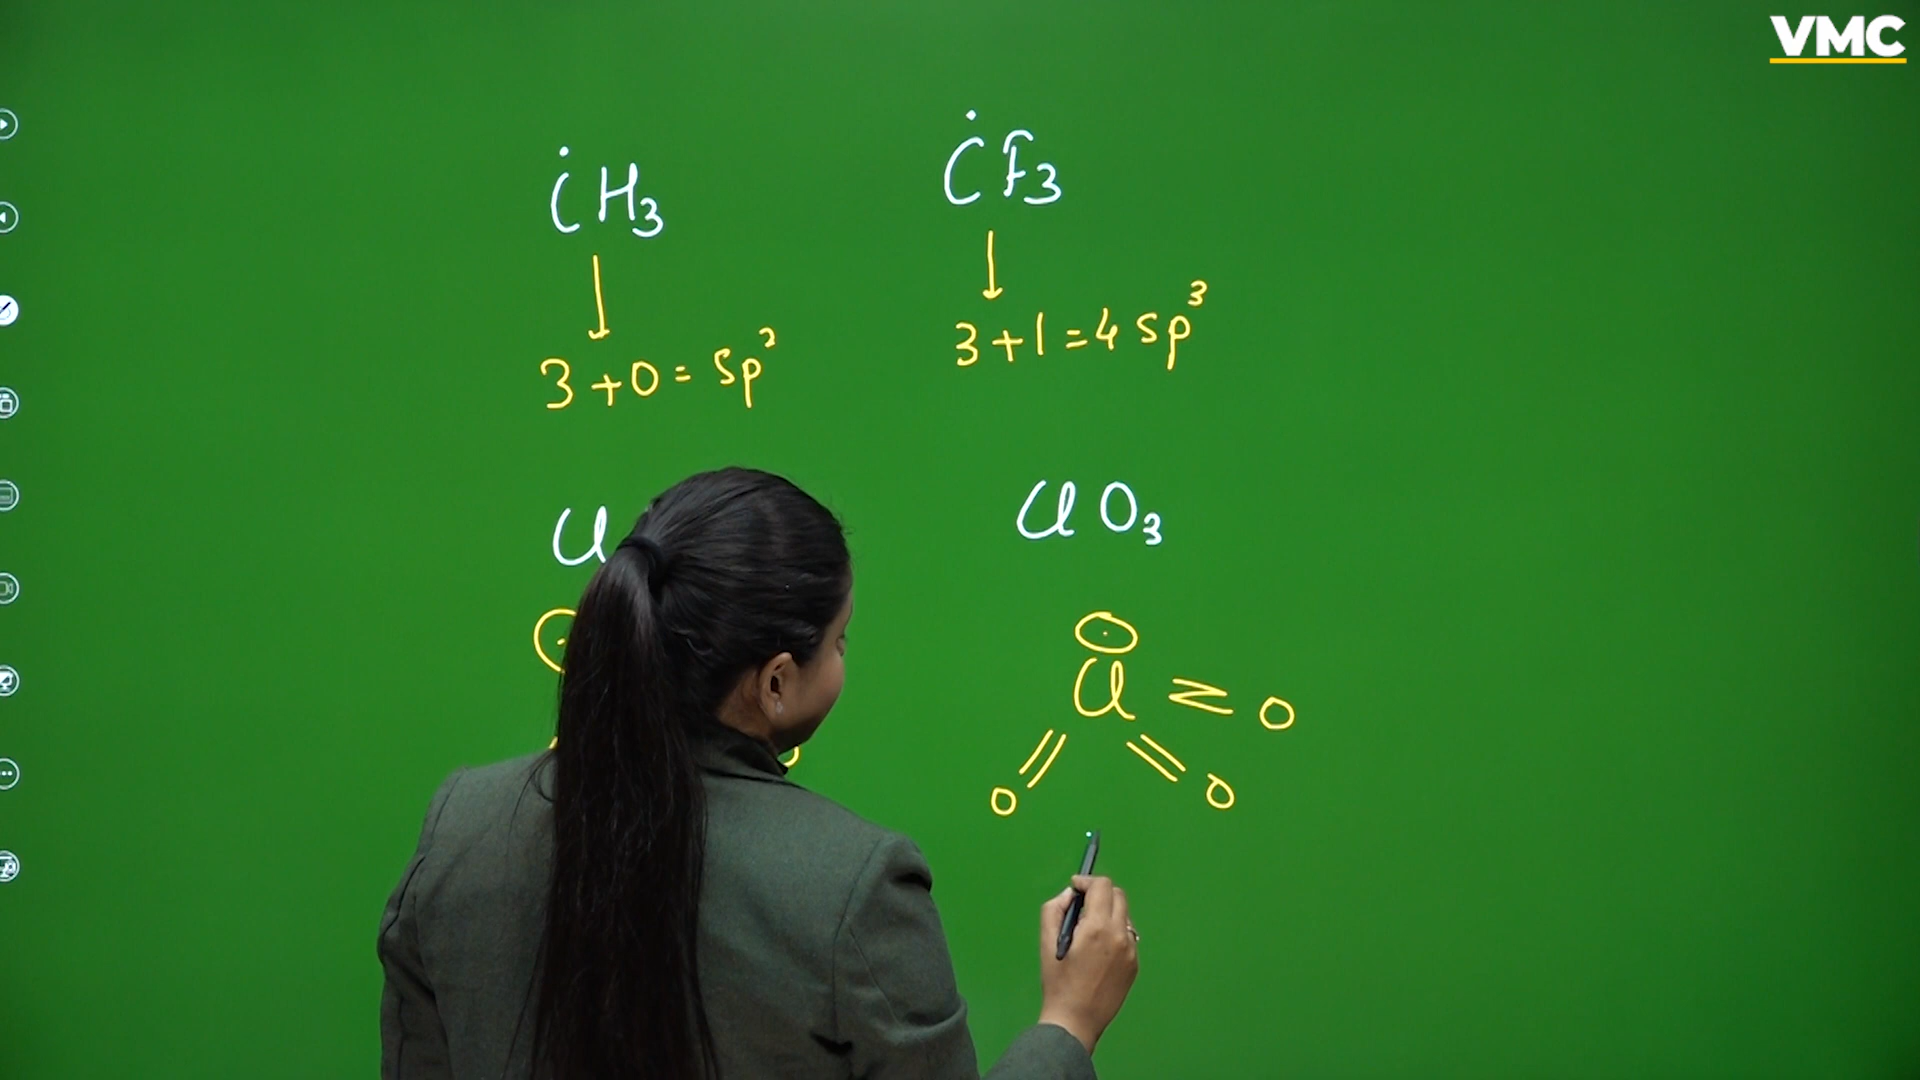 VMC
ĊH₃
ĊF₃
3+0= sp²
3+1=4 sp³
Cl
ClO₃
Cl = O
O O